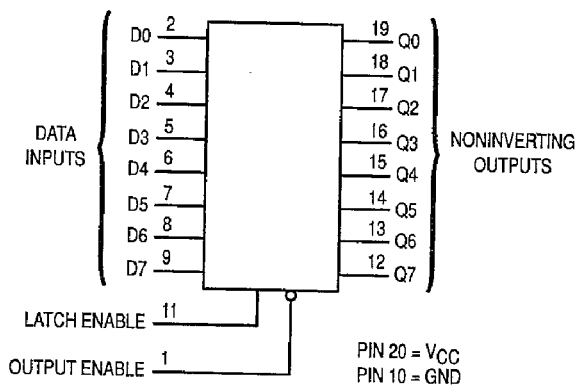 D0 2
D1 3
D2 4
D3 5
D4 6
D5 7
D6 8
D7 9
DATA
INPUTS
19 Q0
18 Q1
17 Q2
16 Q3
15 Q4
14 Q5
13 Q6
12 Q7
NONINVERTING
OUTPUTS
LATCH ENABLE 11
OUTPUT ENABLE 1
PIN 20 = VCC
PIN 10 = GND